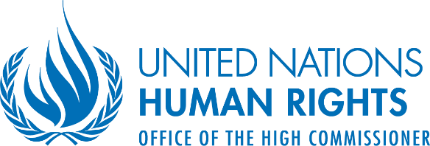 UNITED NATIONS
HUMAN RIGHTS
OFFICE OF THE HIGH COMMISSIONER